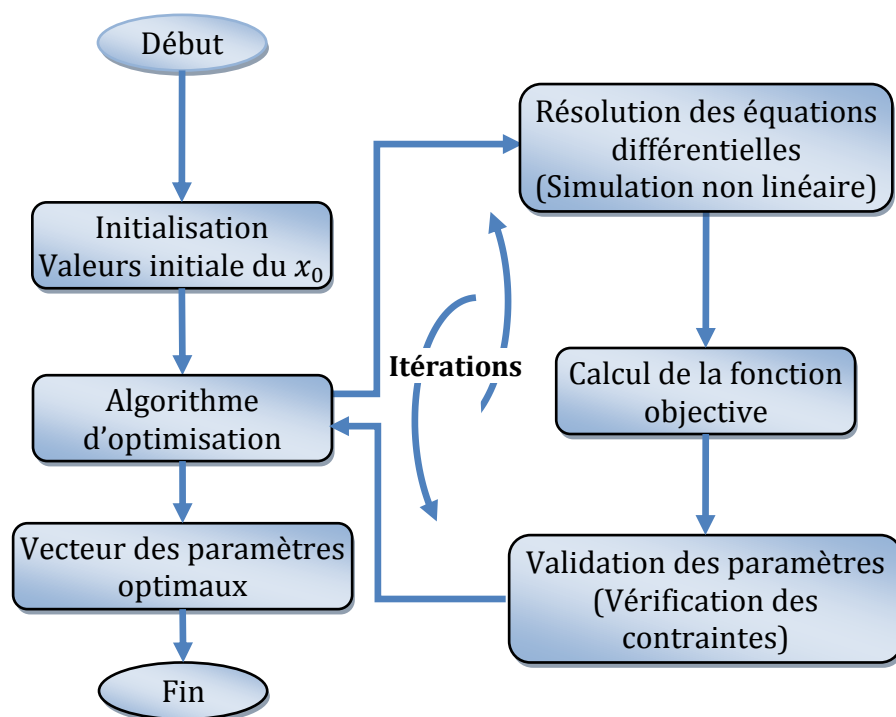 Début
Initialisation
Valeurs initiale du x₀
Algorithme
d’optimisation
Vecteur des paramètres
optimaux
Fin
Itérations
Résolution des équations
différentielles
(Simulation non linéaire)
Calcul de la fonction
objective
Validation des paramètres
(Vérification des
contraintes)